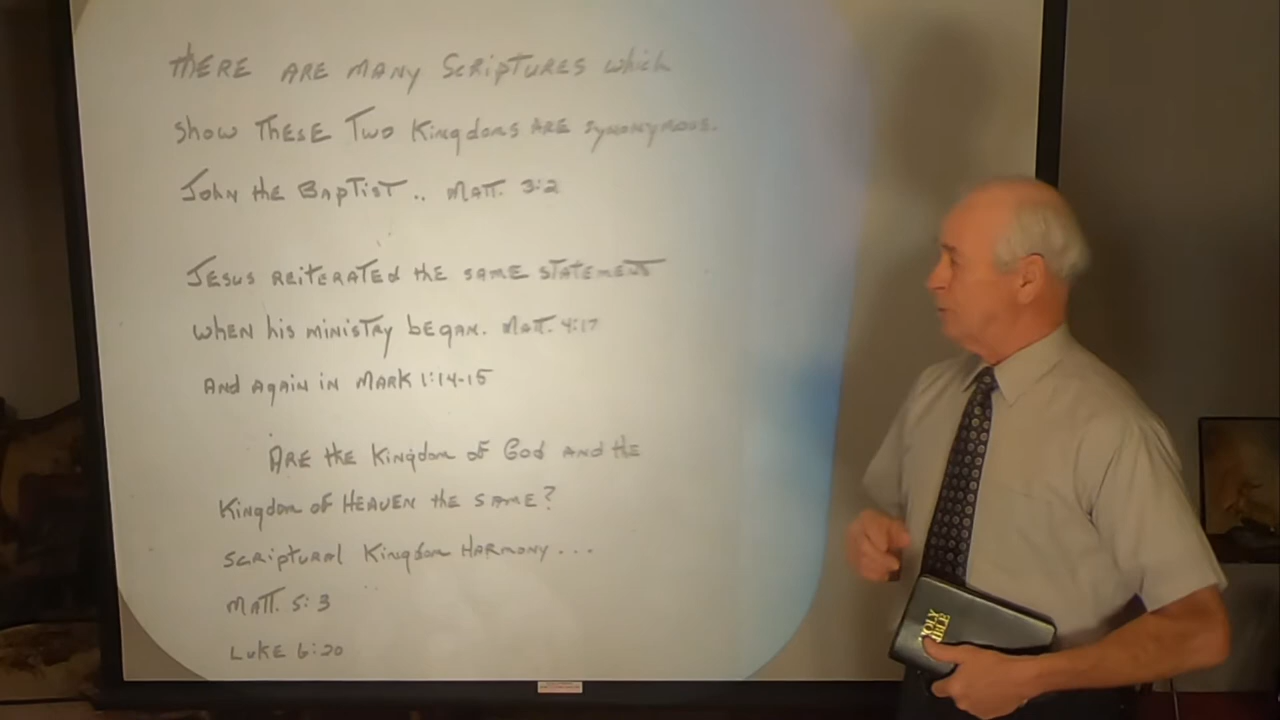 THERE ARE MANY SCRIPTURES which
show THESE Two Kingdoms ARE synonymous.
John the BAPTIST .. MATT. 3:2
JESUS REITERATEd the SAME STATEMENT
WHEN his MINISTRY bEgAN. MATT. 4:17
ANd AgAIN in MARK 1:14-15
ARE the Kingdom of God AND the
Kingdom of HEAVEN the SAME?
SCRIPTURAL Kingdom HARMONY...
MATT. 5:3
LUKE 6:20
HOLY
BIBLE